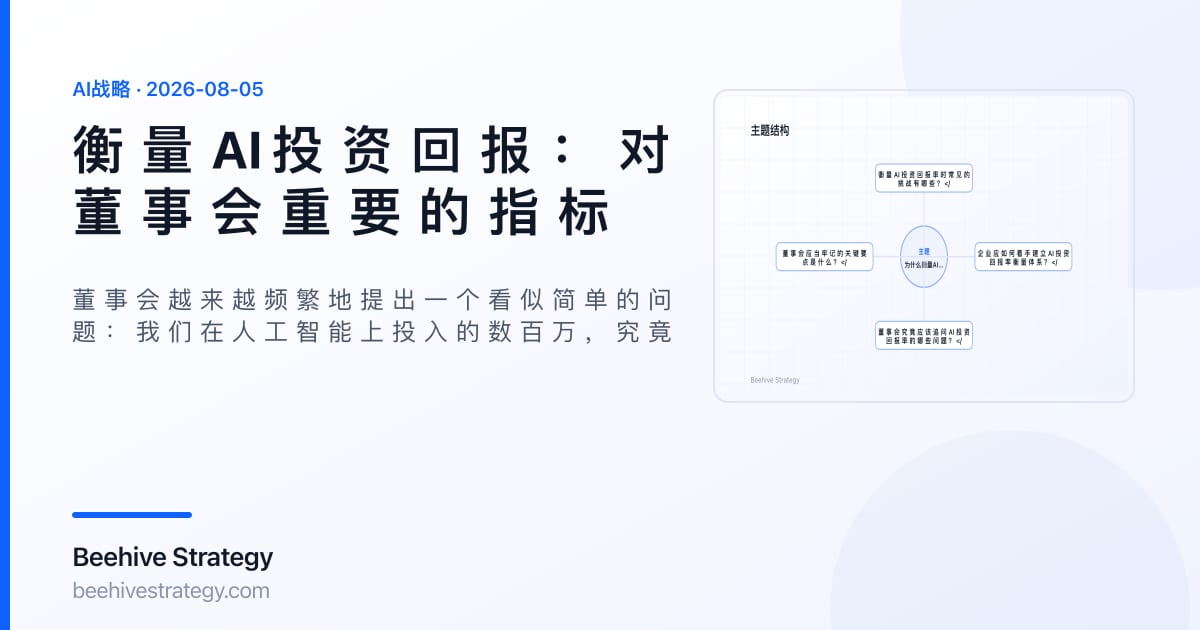 AI战略 · 2026-08-05
衡量AI投资回报：对
董事会重要的指标
董事会越来越频繁地提出一个看似简单的问
题：我们在人工智能上投入的数百万，究竟
主题结构
衡量AI投资回报率时常见的
挑战有哪些？</
董事会应当牢记的关键要
点是什么？</
主题
为什么衡量AI...
企业应如何着手建立AI投资
回报率衡量体系？</
董事会究竟应该追问AI投资
回报率的哪些问题？</
Beehive Strategy
Beehive Strategy
beehivestrategy.com